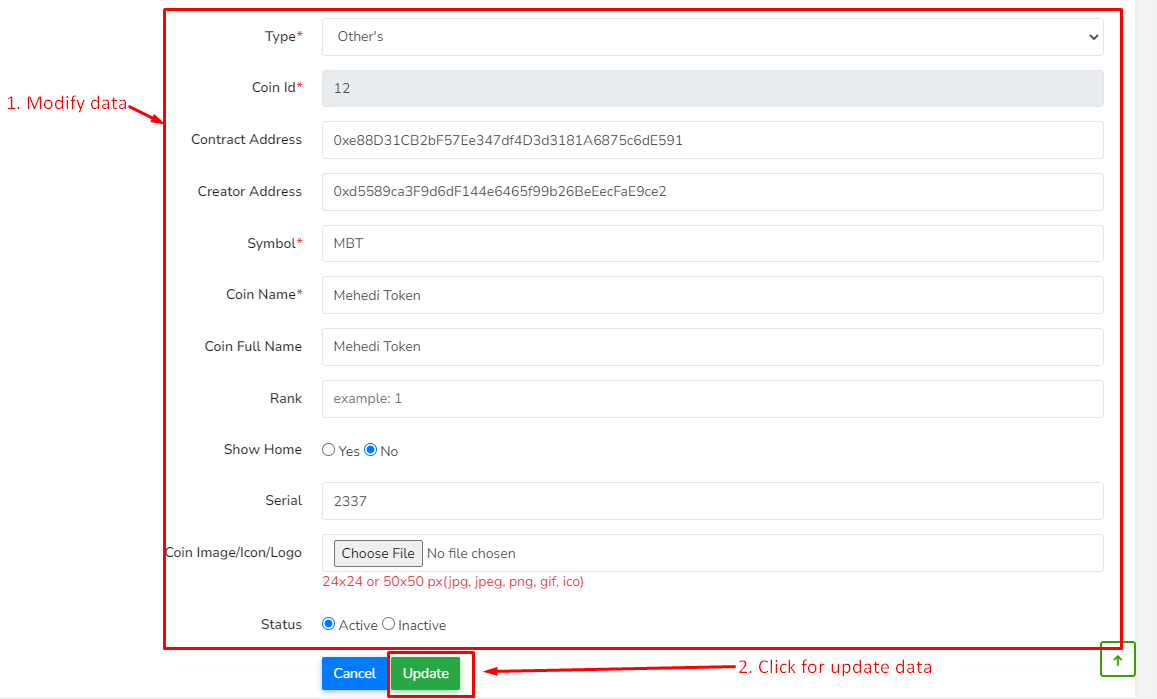 Type* Other's
Coin Id* 12
1. Modify data
Contract Address 0xe88D31CB2bF57Ee347df4D3d3181A6875c6dE591
Creator Address 0xd5589ca3F9d6dF144e6465f99b26BeEecFaE9ce2
Symbol* MBT
Coin Name* Mehedi Token
Coin Full Name Mehedi Token
Rank example: 1
Show Home Yes No
Serial 2337
Coin Image/Icon/Logo Choose File No file chosen
24x24 or 50x50 px(jpg, jpeg, png, gif, ico)
Status Active Inactive
Cancel Update 2. Click for update data